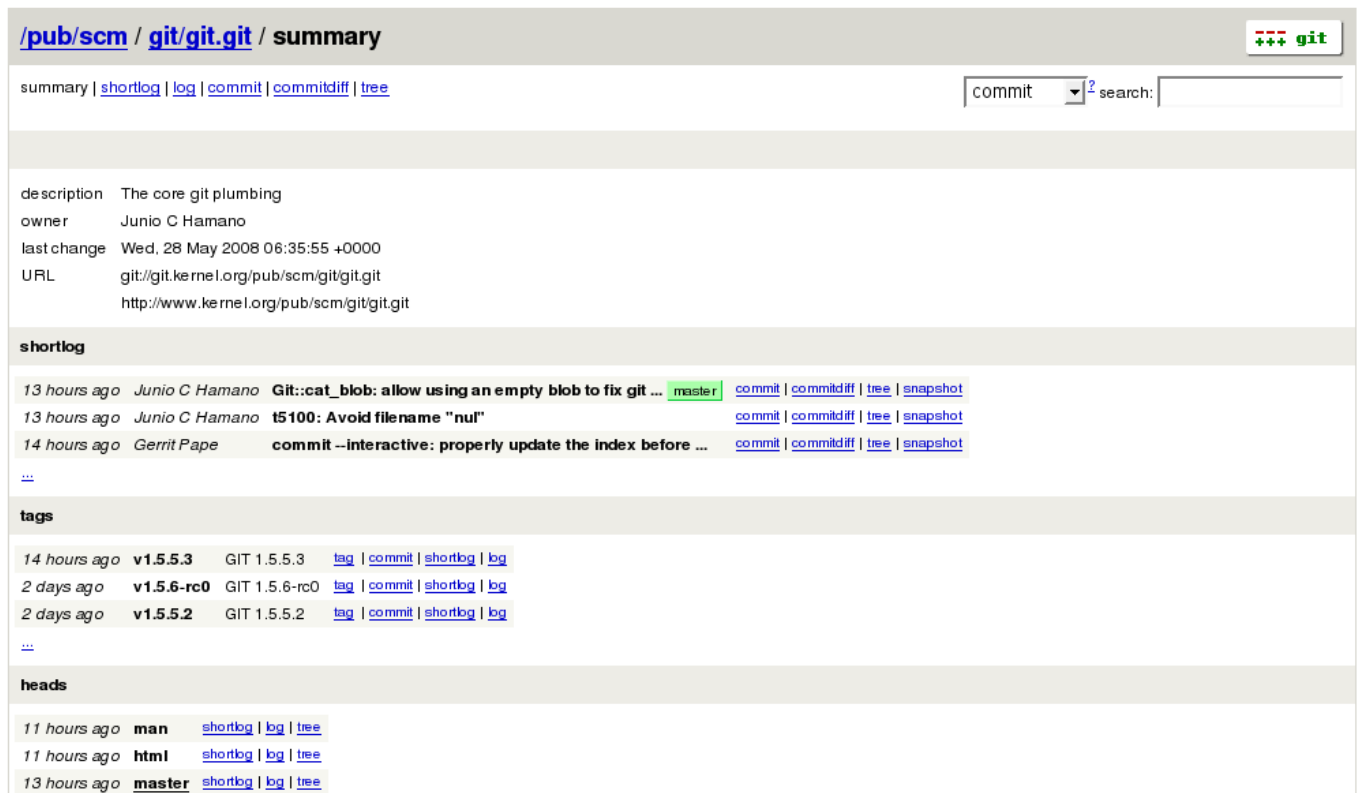 /pub/scm / git/git.git / summary
git
summary | shortlog | log | commit | commitdiff | tree
commit ? search:
description The core git plumbing
owner Junio C Hamano
last change Wed, 28 May 2008 06:35:55 +0000
URL git://git.kernel.org/pub/scm/git/git.git
http://www.kernel.org/pub/scm/git/git.git
shortlog
13 hours ago Junio C Hamano Git::cat_blob: allow using an empty blob to fix git ... master commit | commitdiff | tree | snapshot
13 hours ago Junio C Hamano t5100: Avoid filename "nul" commit | commitdiff | tree | snapshot
14 hours ago Gerrit Pape commit --interactive: properly update the index before ... commit | commitdiff | tree | snapshot
...
tags
14 hours ago v1.5.5.3 GIT 1.5.5.3 tag | commit | shortlog | log
2 days ago v1.5.6-rc0 GIT 1.5.6-rc0 tag | commit | shortlog | log
2 days ago v1.5.5.2 GIT 1.5.5.2 tag | commit | shortlog | log
...
heads
11 hours ago man shortlog | log | tree
11 hours ago html shortlog | log | tree
13 hours ago master shortlog | log | tree